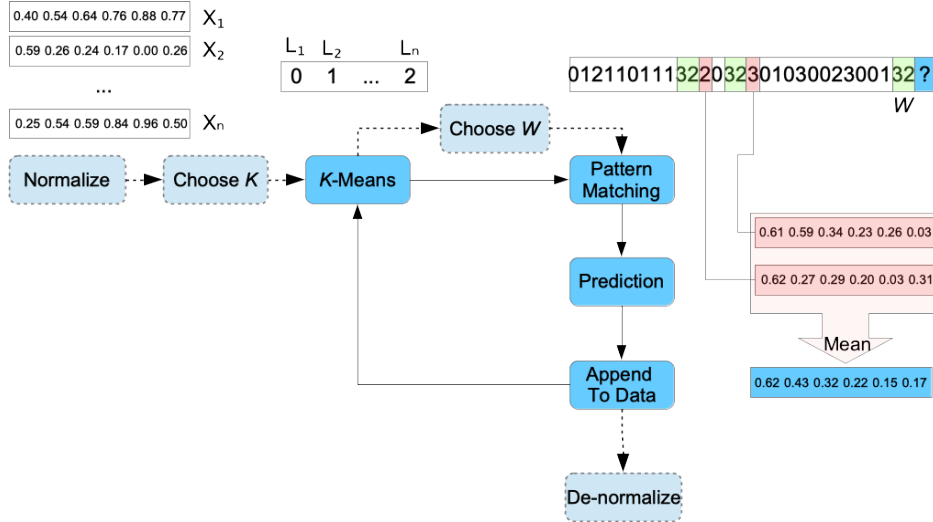 0.40 0.54 0.64 0.76 0.88 0.77 X1
0.59 0.26 0.24 0.17 0.00 0.26 X2
...
0.25 0.54 0.59 0.84 0.96 0.50 Xn
L1 L2 Ln
0 1 ... 2
0121101113220323010300230013 2 ?
W
Normalize
Choose K
K-Means
Choose W
Pattern
Matching
Prediction
Append
To Data
De-normalize
0.61 0.59 0.34 0.23 0.26 0.03
0.62 0.27 0.29 0.20 0.03 0.31
Mean
0.62 0.43 0.32 0.22 0.15 0.17